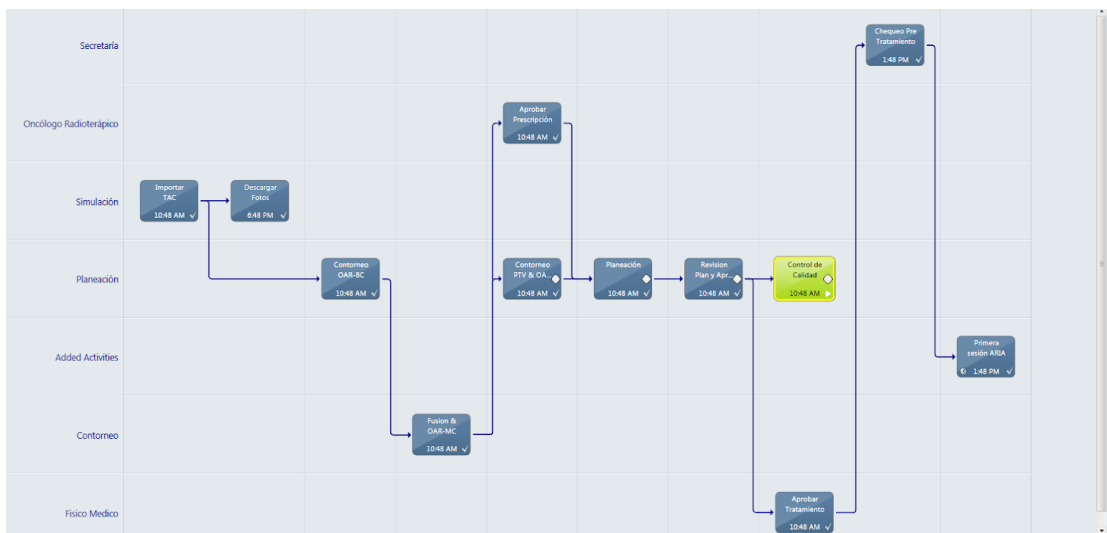 Secretaría
Chequeo Pre
Tratamiento
1:48 PM
Oncólogo Radioterápico
Aprobar
Prescripción
10:48 AM
Simulación
Importar
TAC
10:48 AM
Descargar
Fotos
6:48 PM
Planeación
Contorneo
OAR-BC
10:48 AM
Contorneo
PTV & OA...
10:48 AM
Planeación
10:48 AM
Revision
Plan y Apr...
10:48 AM
Control de
Calidad
10:48 AM
Added Activities
Primera
sesión ARIA
1:48 PM
Contorneo
Fusion &
OAR-MC
10:48 AM
Fisico Medico
Aprobar
Tratamiento
10:48 AM